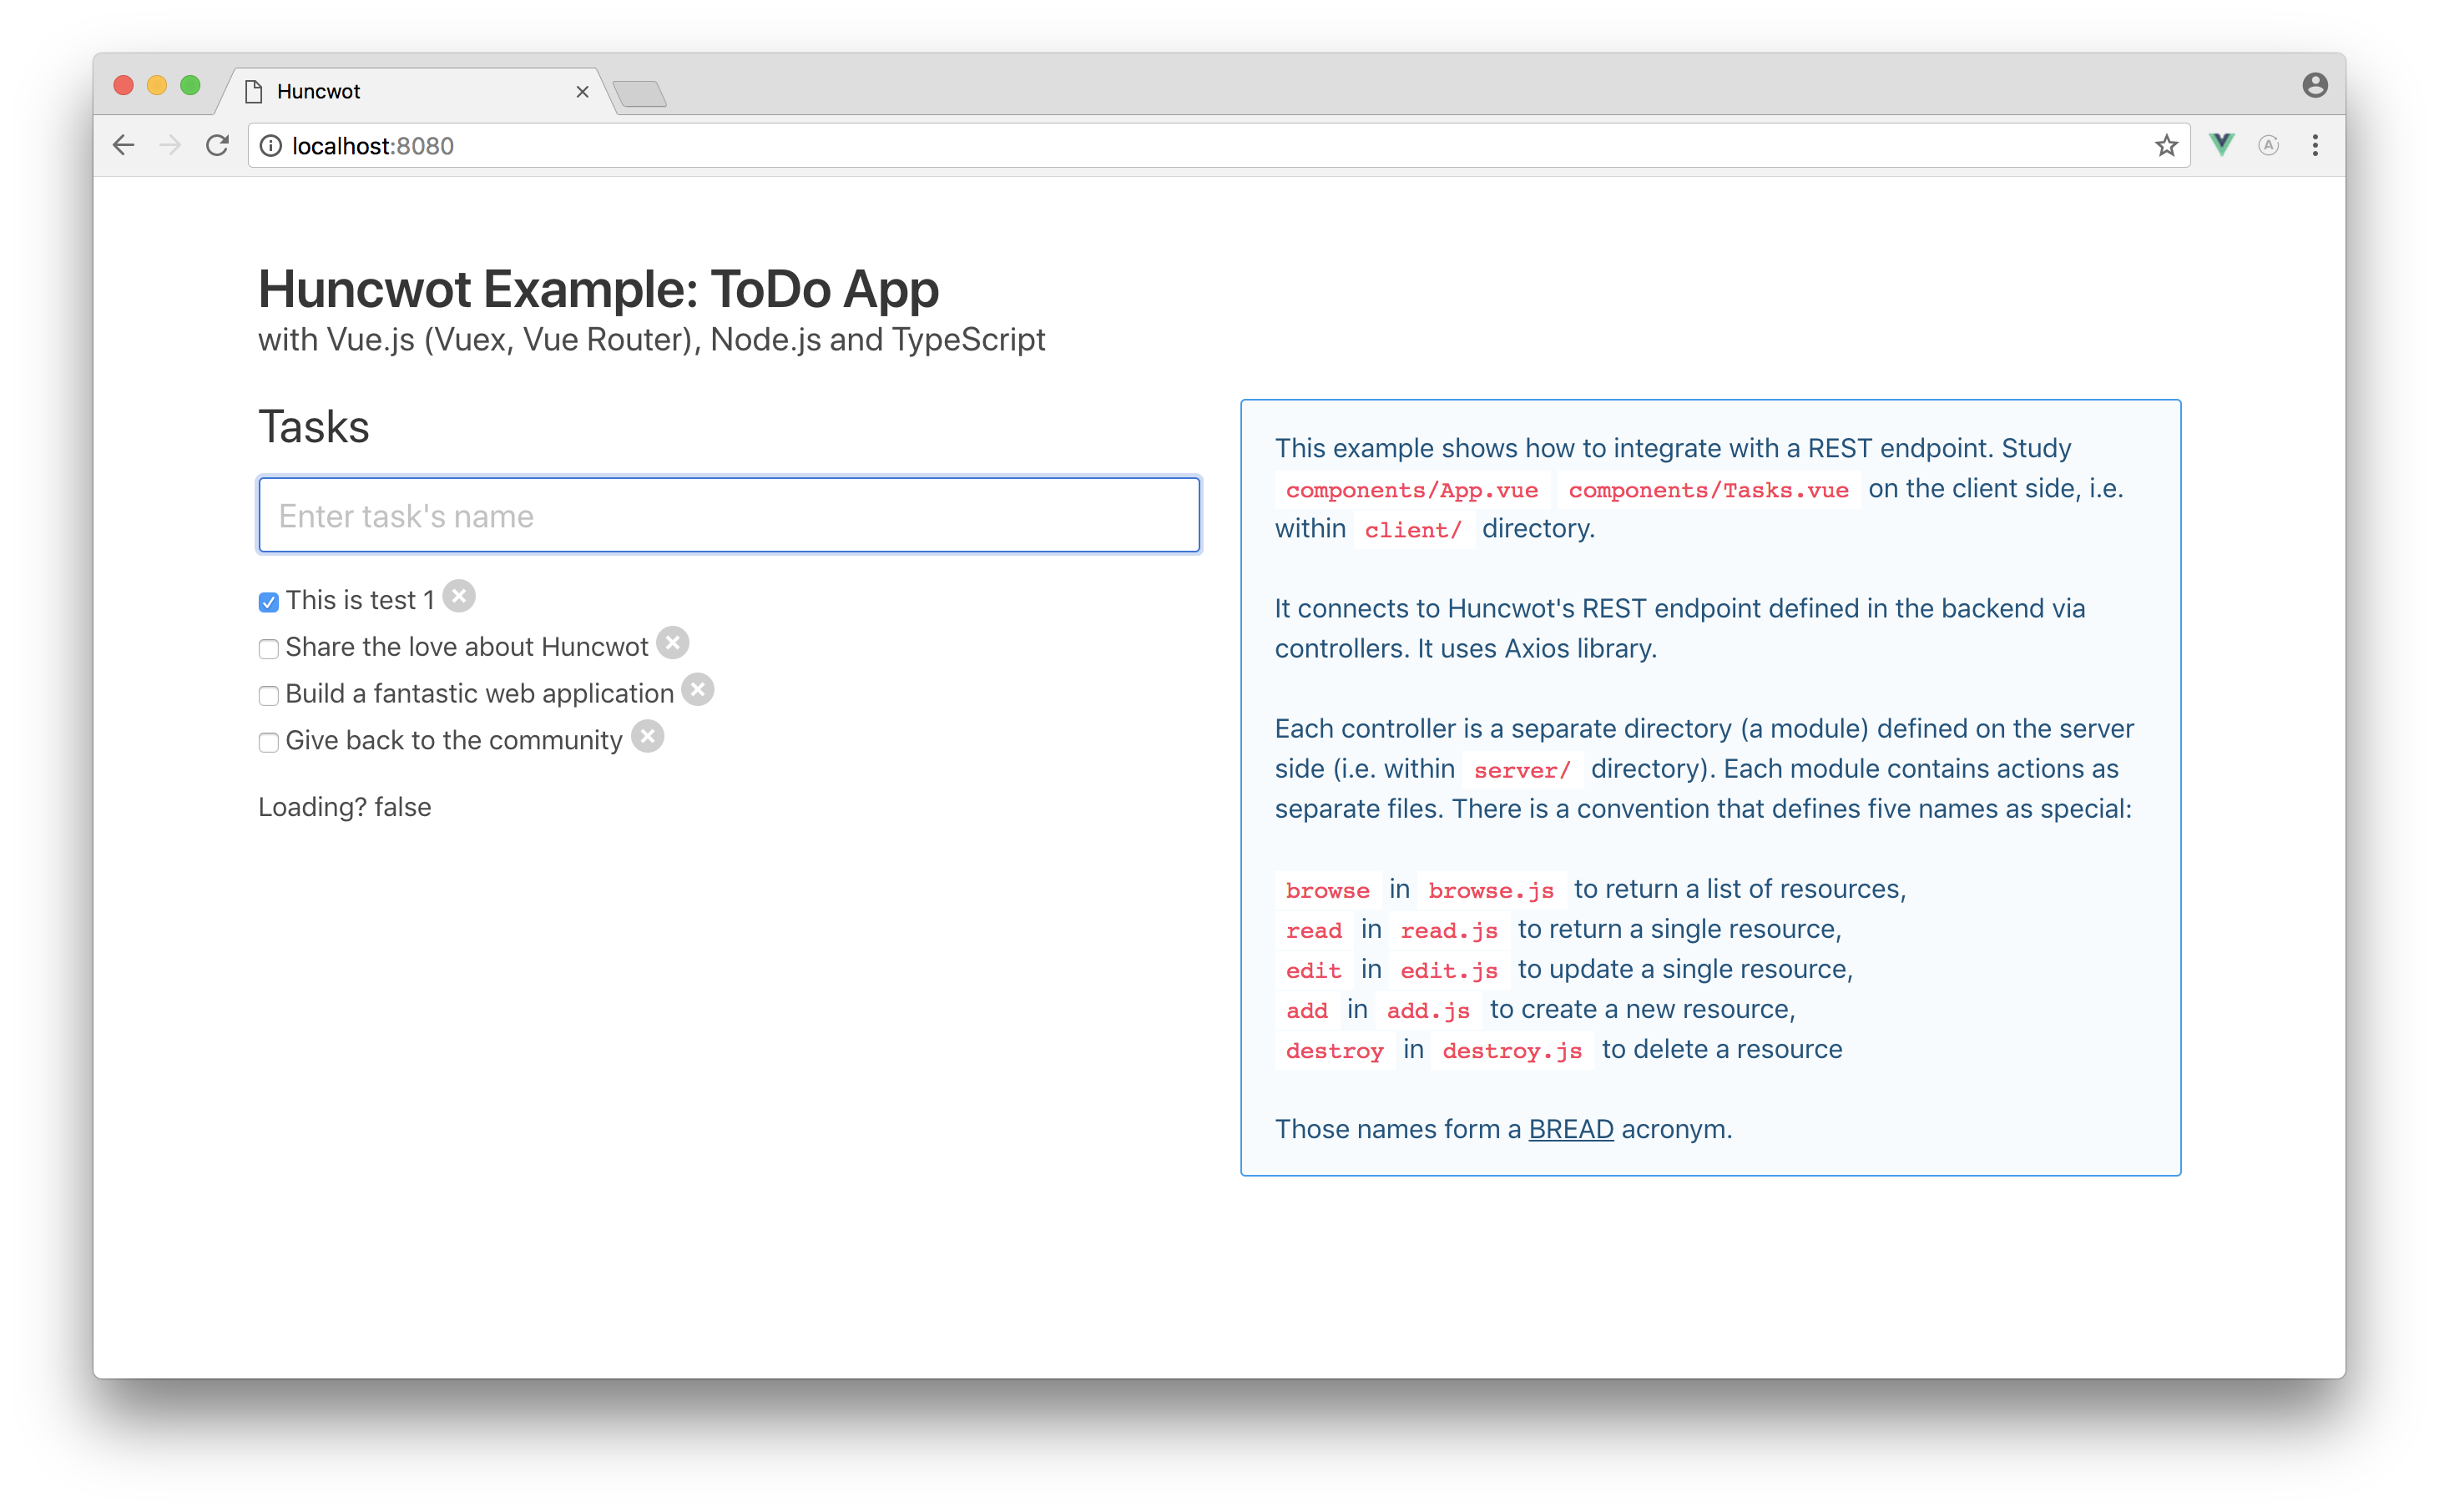 Huncwot
localhost:8080
Huncwot Example: ToDo App
with Vue.js (Vuex, Vue Router), Node.js and TypeScript
Tasks
Enter task's name
This is test 1
Share the love about Huncwot
Build a fantastic web application
Give back to the community
Loading? false
This example shows how to integrate with a REST endpoint. Study
components/App.vue components/Tasks.vue on the client side, i.e.
within client/ directory.
It connects to Huncwot's REST endpoint defined in the backend via
controllers. It uses Axios library.
Each controller is a separate directory (a module) defined on the server
side (i.e. within server/ directory). Each module contains actions as
separate files. There is a convention that defines five names as special:
browse in browse.js to return a list of resources,
read in read.js to return a single resource,
edit in edit.js to update a single resource,
add in add.js to create a new resource,
destroy in destroy.js to delete a resource
Those names form a BREAD acronym.